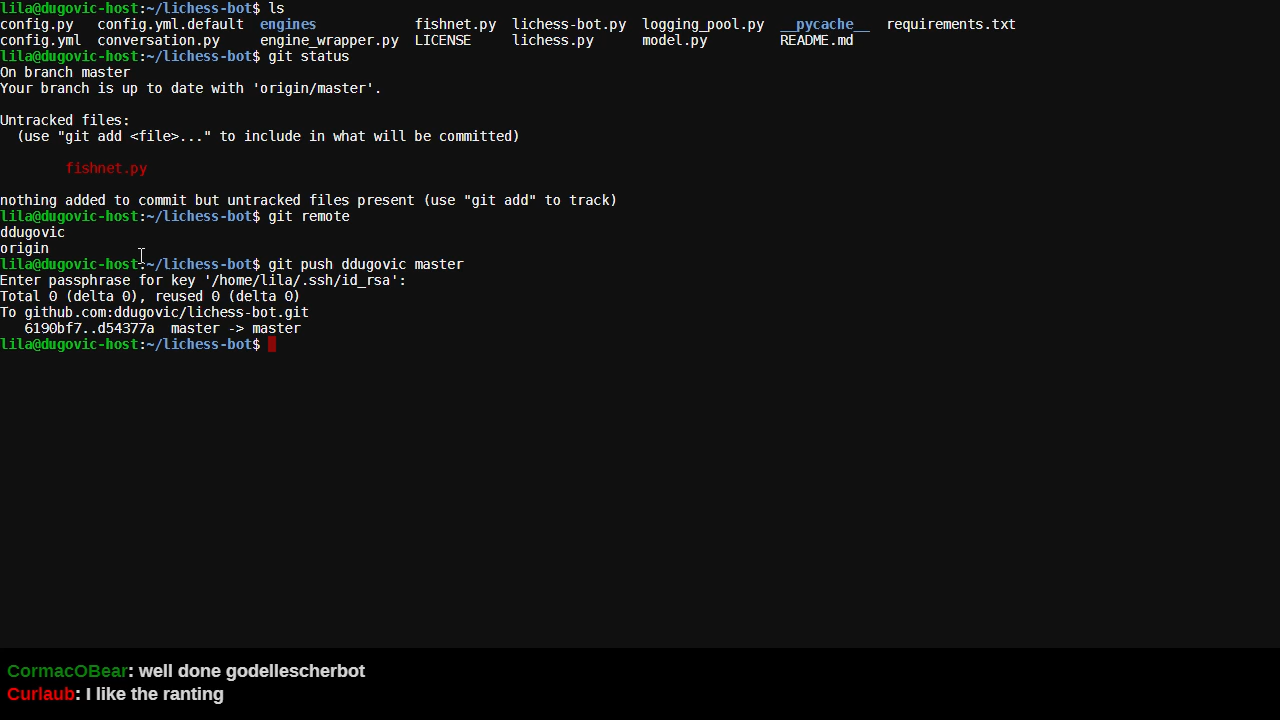 lila@dugovic-host:~/lichess-bot$ ls
config.py   config.yml.default  engines            fishnet.py  lichess-bot.py  logging_pool.py  __pycache__  requirements.txt
config.yml  conversation.py     engine_wrapper.py  LICENSE     lichess.py      model.py         README.md
lila@dugovic-host:~/lichess-bot$ git status
On branch master
Your branch is up to date with 'origin/master'.
Untracked files:
  (use "git add <file>..." to include in what will be committed)
        fishnet.py
nothing added to commit but untracked files present (use "git add" to track)
lila@dugovic-host:~/lichess-bot$ git remote
ddugovic
origin
lila@dugovic-host:~/lichess-bot$ git push ddugovic master
Enter passphrase for key '/home/lila/.ssh/id_rsa':
Total 0 (delta 0), reused 0 (delta 0)
To github.com:ddugovic/lichess-bot.git
   6190bf7..d54377a  master -> master
lila@dugovic-host:~/lichess-bot$
CormacOBear: well done godellescherbot
Curlaub: I like the ranting